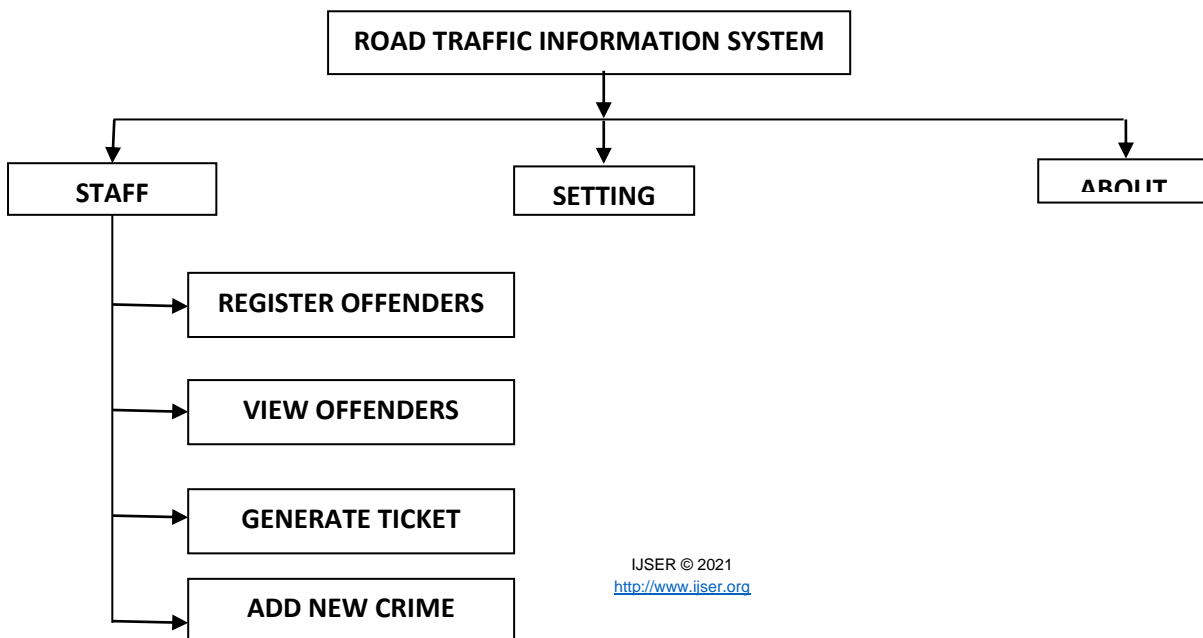 ROAD TRAFFIC INFORMATION SYSTEM
STAFF
SETTING
ABOUT
REGISTER OFFENDERS
VIEW OFFENDERS
GENERATE TICKET
ADD NEW CRIME
IJSER © 2021
http://www.ijser.org